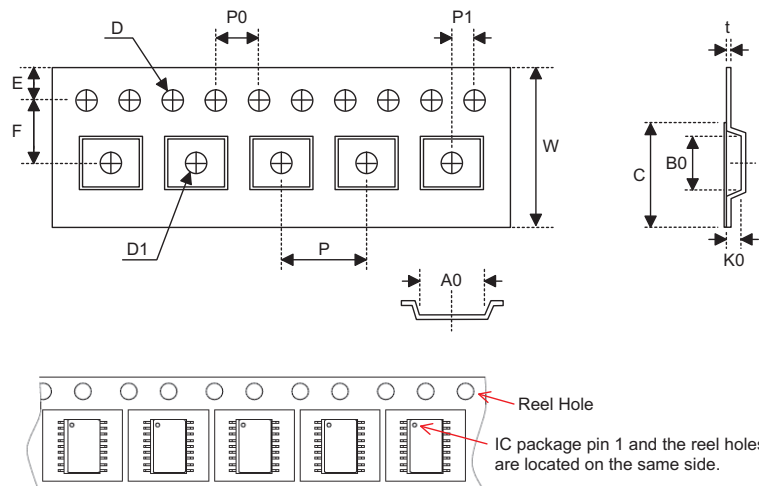 P0
P1
t
D
E
F
W
B0
C
D1
P
K0
A0
Reel Hole
IC package pin 1 and the reel holes
are located on the same side.